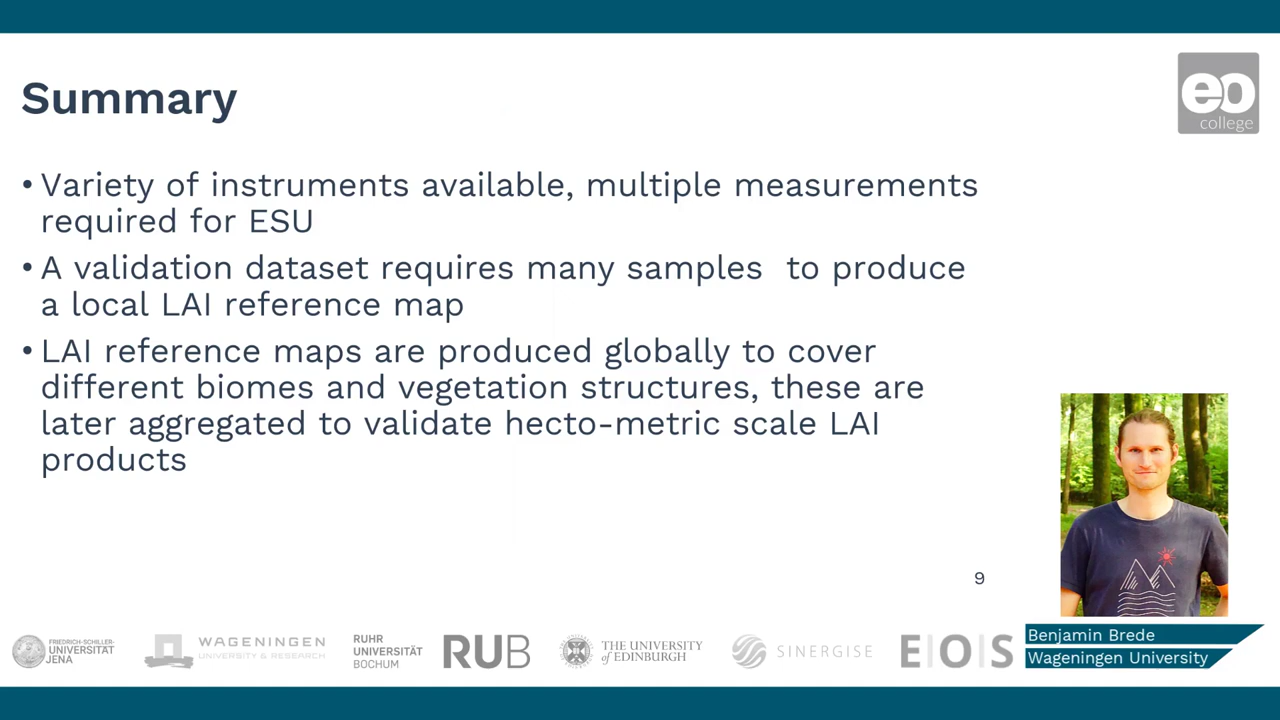 Summary
eo
college
• Variety of instruments available, multiple measurements
required for ESU
• A validation dataset requires many samples  to produce
a local LAI reference map
• LAI reference maps are produced globally to cover
different biomes and vegetation structures, these are
later aggregated to validate hecto-metric scale LAI
products
9
FRIEDRICH-SCHILLER-
UNIVERSITÄT
JENA
WAGENINGEN
UNIVERSITY & RESEARCH
RUHR
UNIVERSITÄT
BOCHUM
RUB
THE UNIVERSITY
of EDINBURGH
SINERGISE
E|O|S
Benjamin Brede
Wageningen University